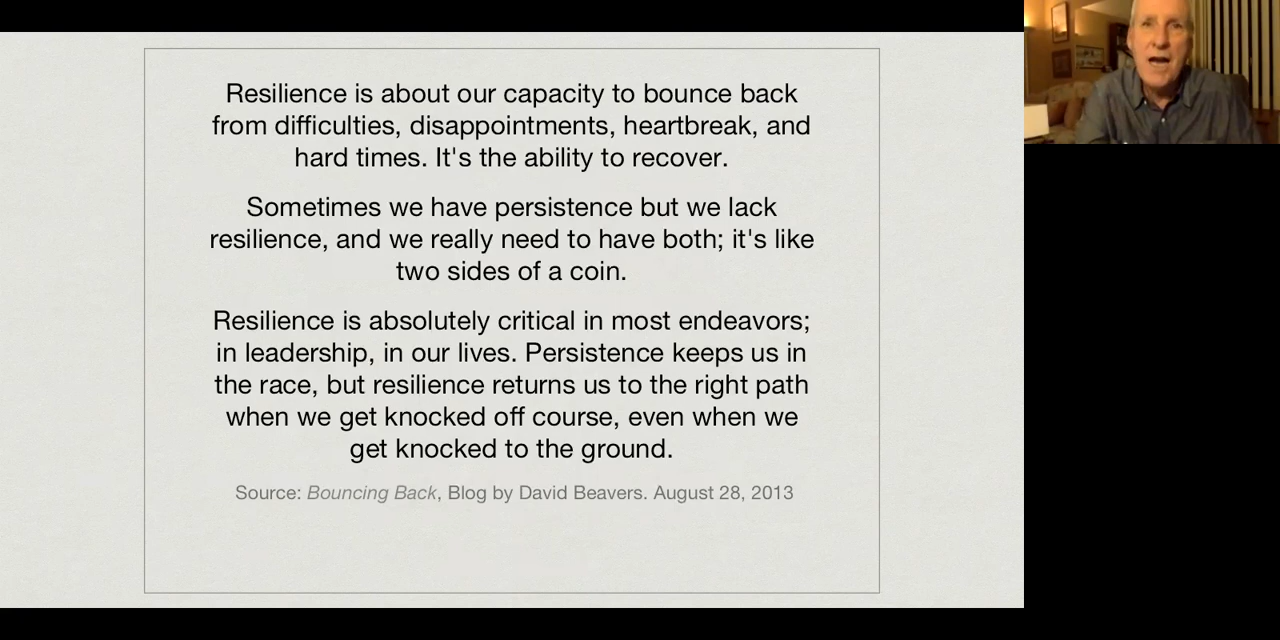 Resilience is about our capacity to bounce back
from difficulties, disappointments, heartbreak, and
hard times. It's the ability to recover.
Sometimes we have persistence but we lack
resilience, and we really need to have both; it's like
two sides of a coin.
Resilience is absolutely critical in most endeavors;
in leadership, in our lives. Persistence keeps us in
the race, but resilience returns us to the right path
when we get knocked off course, even when we
get knocked to the ground.
Source: Bouncing Back, Blog by David Beavers. August 28, 2013